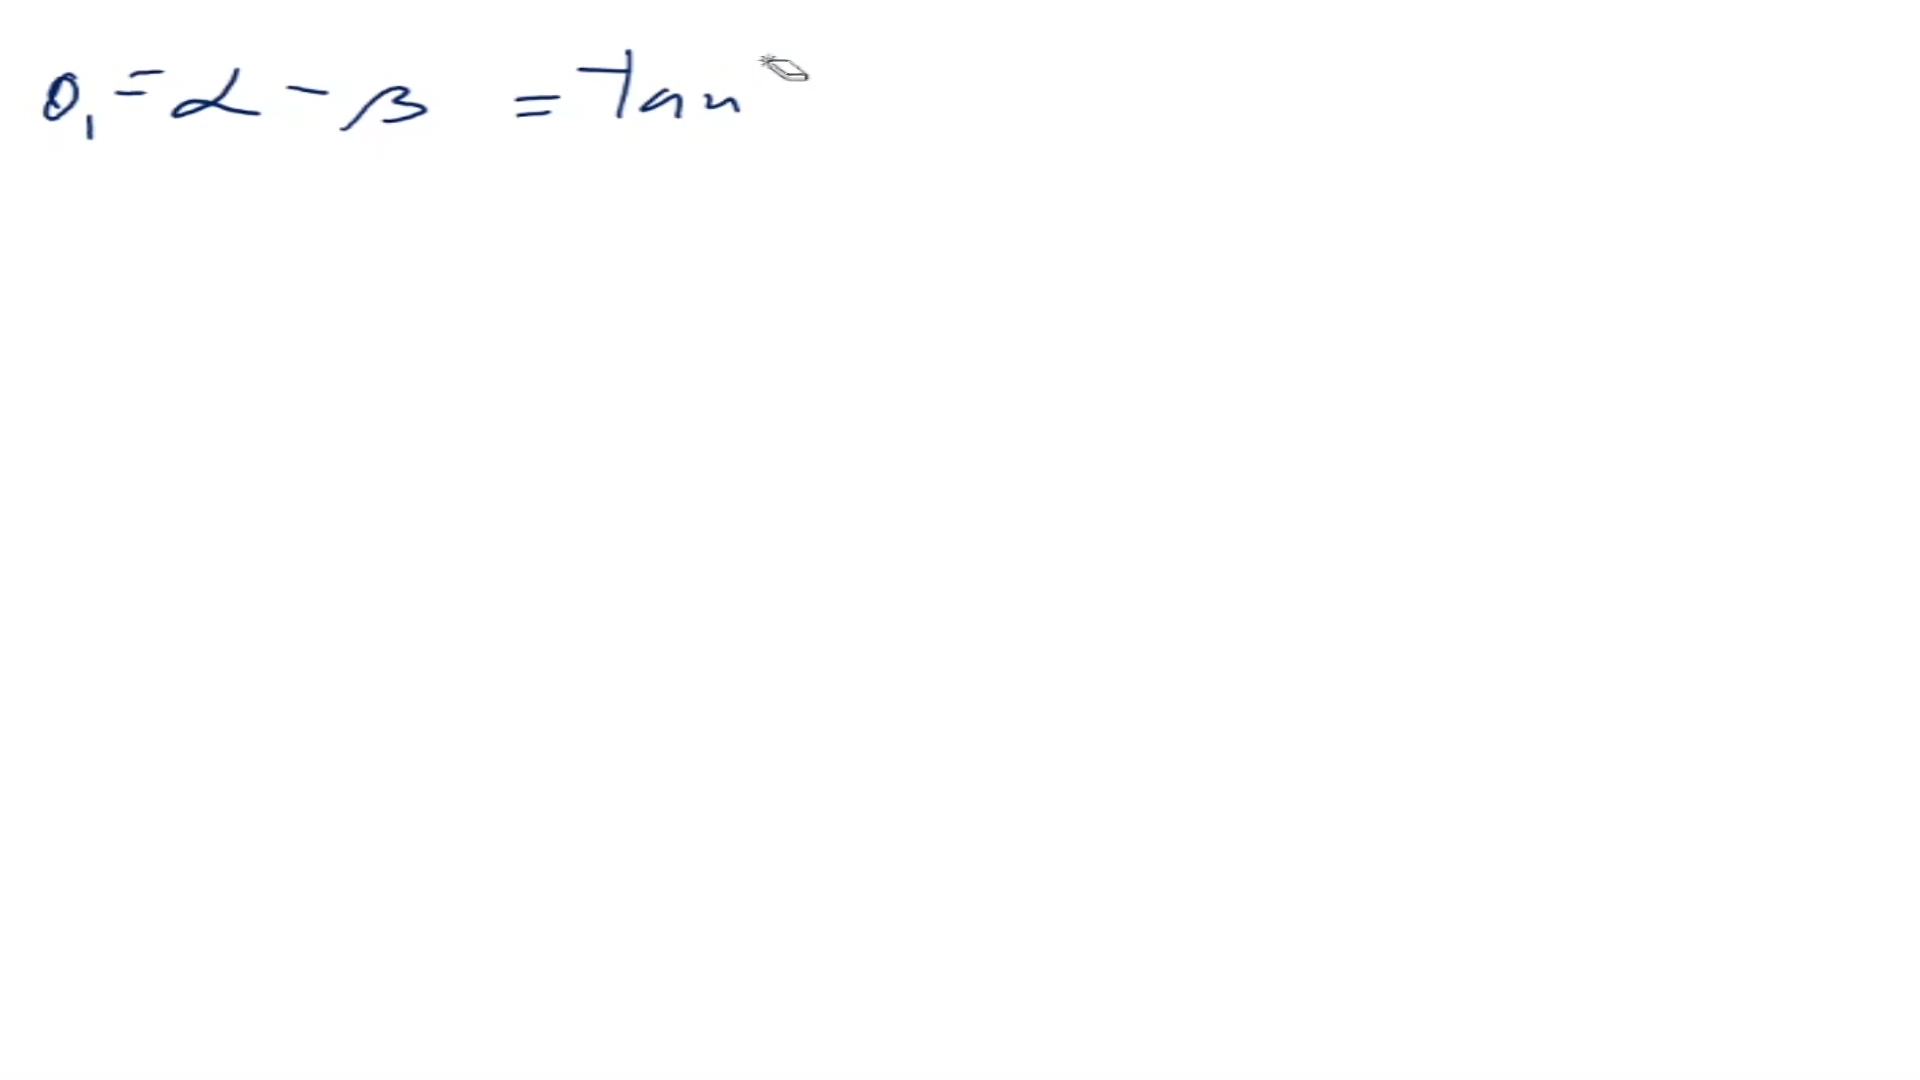 θ₁ = α - β = tan